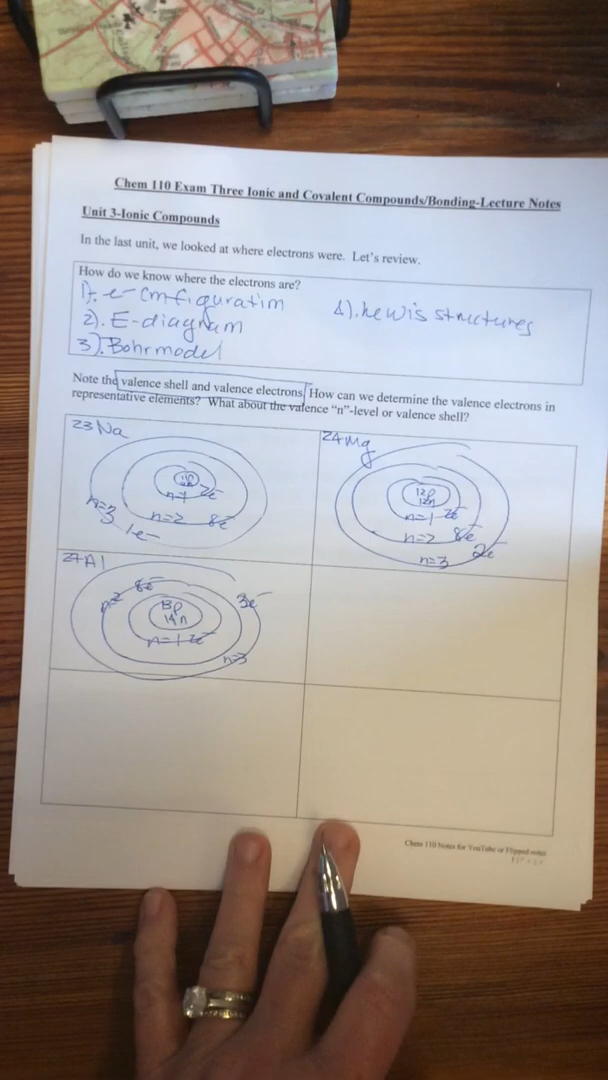 Chem 110 Exam Three Ionic and Covalent Compounds/Bonding-Lecture Notes
Unit 3-Ionic Compounds
In the last unit, we looked at where electrons were. Let's review.
How do we know where the electrons are?
1). e- configuration
4). Lewis structures
2). E-diagram
3). Bohr model
Note the valence shell and valence electrons. How can we determine the valence electrons in
representative elements? What about the valence "n"-level or valence shell?
23 Na
n=1 2e-
n=2 8e-
n=3 1e-
24 Mg
12p
12n
n=1 2e-
n=2 8e-
n=3 2e-
27 Al
13p
14n
n=1 2e-
n=2 8e-
n=3 3e-
Chem 110 Notes for YouTube or Flipped notes